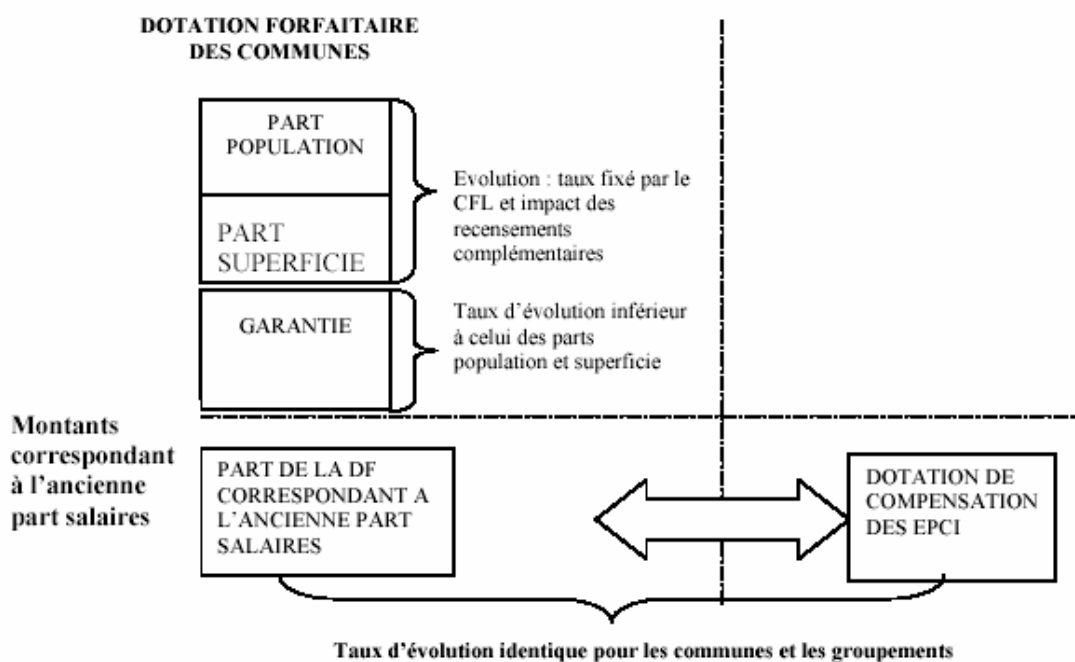 DOTATION FORFAITAIRE
DES COMMUNES
PART
POPULATION
PART
SUPERFICIE
Evolution : taux fixé par le
CFL et impact des
recensements
complémentaires
GARANTIE
Taux d'évolution inférieur
à celui des parts
population et superficie
Montants
correspondant
à l'ancienne
part salaires
PART DE LA DF
CORRESPONDANT A
L'ANCIENNE PART
SALAIRES
DOTATION DE
COMPENSATION
DES EPCI
Taux d'évolution identique pour les communes et les groupements